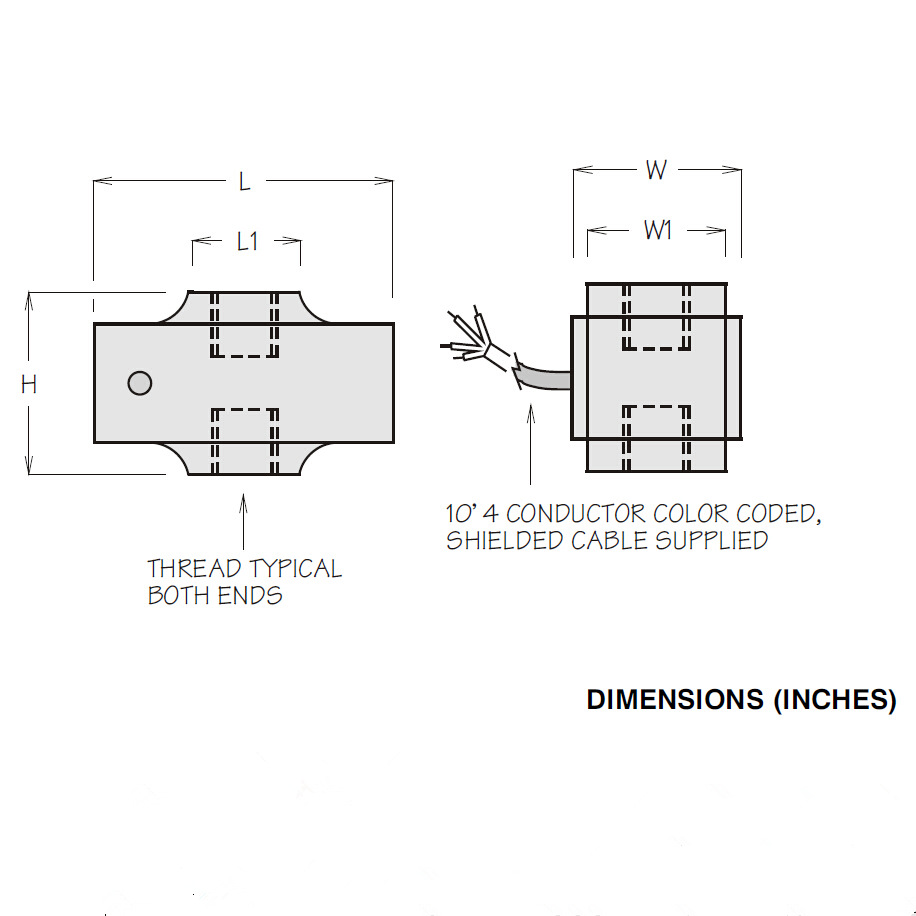 L
L1
H
THREAD TYPICAL
BOTH ENDS
W
W1
10' 4 CONDUCTOR COLOR CODED,
SHIELDED CABLE SUPPLIED
DIMENSIONS (INCHES)